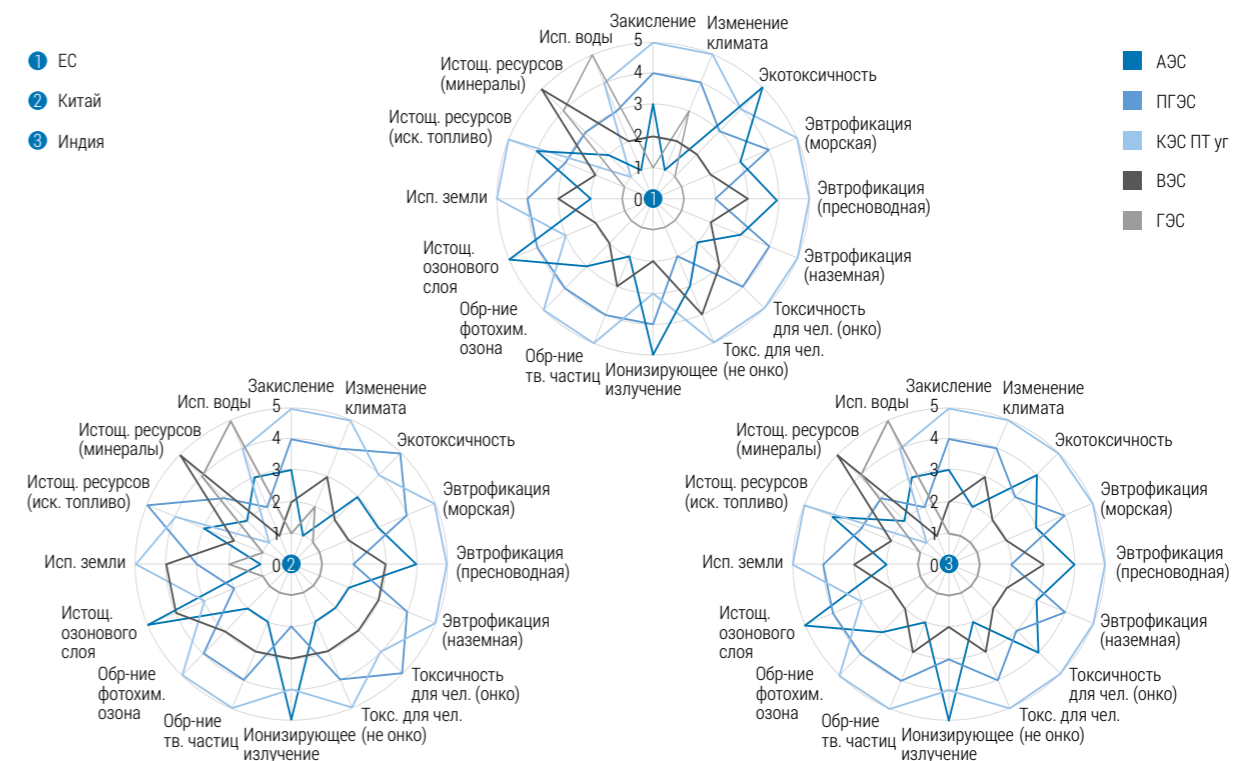 1 ЕС
2 Китай
3 Индия
АЭС
ПГЭС
КЭС ПТ уг
ВЭС
ГЭС
Закисление
Изменение
климата
Экотоксичность
Эвтрофикация
(морская)
Эвтрофикация
(пресноводная)
Эвтрофикация
(наземная)
Токсичность
для чел. (онко)
Токс. для чел.
(не онко)
Ионизирующее
излучение
Обр-ние
тв. частиц
Обр-ние
фотохим.
озона
Истощ.
озонового
слоя
Исп. земли
Истощ. ресурсов
(иск. топливо)
Истощ. ресурсов
(минералы)
Исп. воды
5
4
3
2
1
0
1
Закисление
Изменение
климата
Экотоксичность
Эвтрофикация
(морская)
Эвтрофикация
(пресноводная)
Эвтрофикация
(наземная)
Токсичность
для чел. (онко)
Токс. для чел.
(не онко)
Ионизирующее
излучение
Обр-ние
тв. частиц
Обр-ние
фотохим.
озона
Истощ.
озонового
слоя
Исп. земли
Истощ. ресурсов
(иск. топливо)
Истощ. ресурсов
(минералы)
Исп. воды
5
4
3
2
1
0
2
Закисление
Изменение
климата
Экотоксичность
Эвтрофикация
(морская)
Эвтрофикация
(пресноводная)
Эвтрофикация
(наземная)
Токсичность
для чел. (онко)
Токс. для чел.
(не онко)
Ионизирующее
излучение
Обр-ние
тв. частиц
Обр-ние
фотохим.
озона
Истощ.
озонового
слоя
Исп. земли
Истощ. ресурсов
(иск. топливо)
Истощ. ресурсов
(минералы)
Исп. воды
5
4
3
2
1
0
3